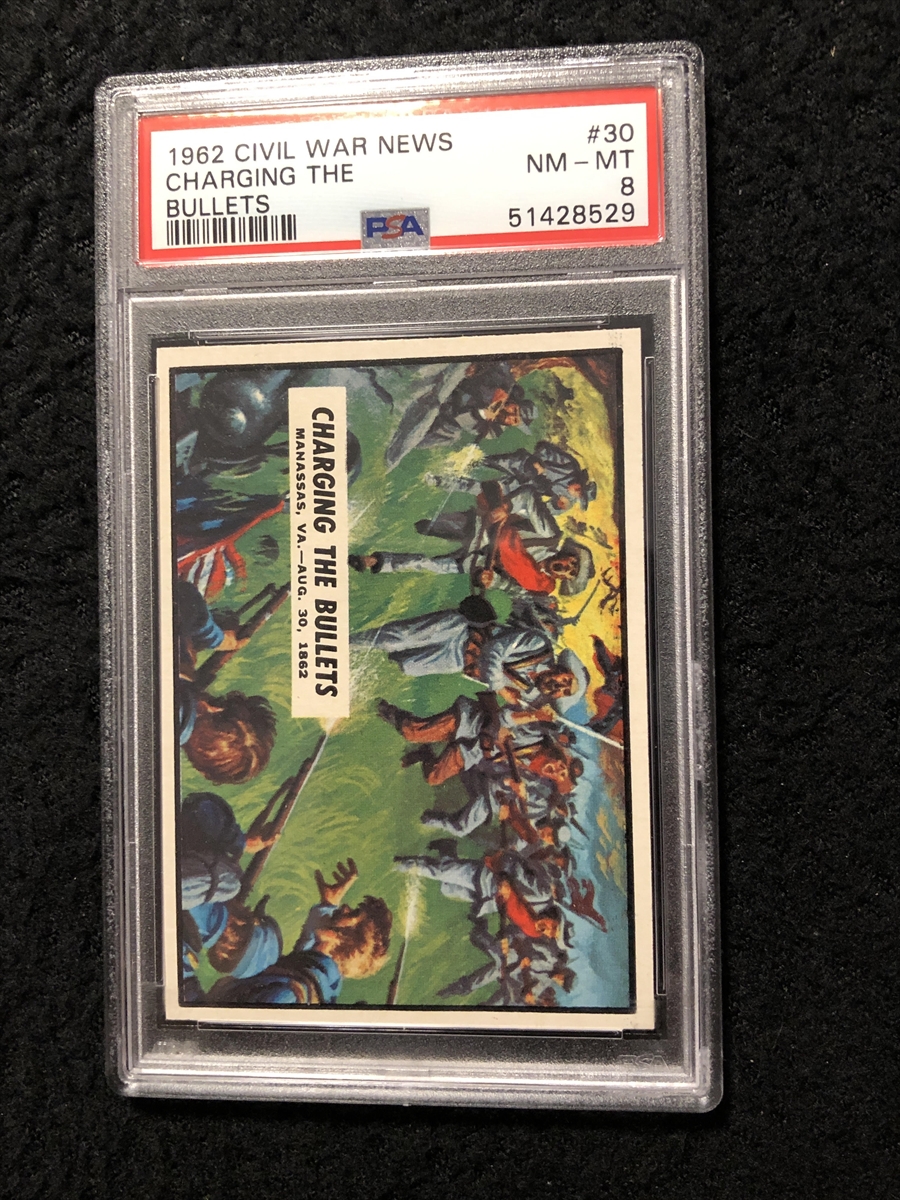 1962 CIVIL WAR NEWS
CHARGING THE
BULLETS
#30
NM – MT
8
51428529
PSA
CHARGING THE BULLETS
MANASSAS, VA.—AUG. 30, 1862